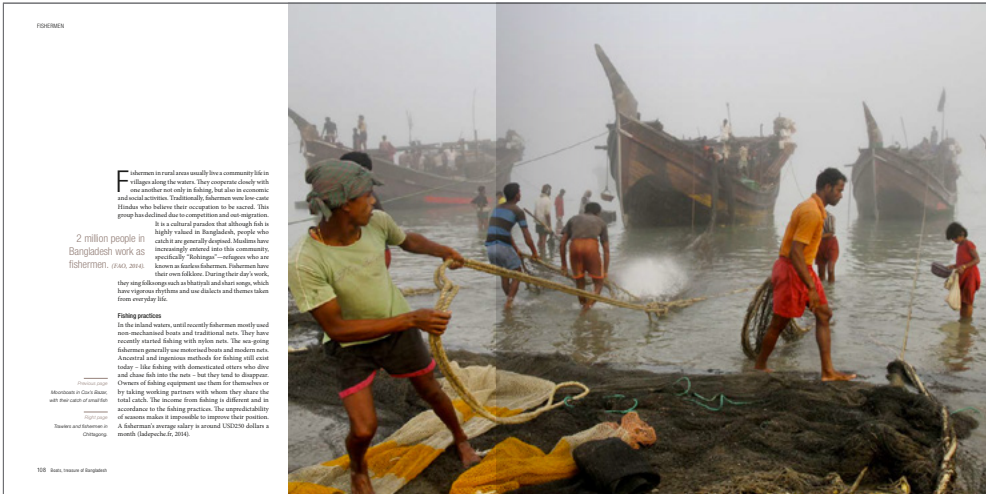 FISHERMEN
Fishermen in rural areas usually live a community life in
villages along the waters. They cooperate closely with
one another not only in fishing, but also in economic
and social activities. Traditionally, fishermen were low-caste
Hindus who believe their occupation to be sacred. This
group has declined due to competition and out-migration.
It is a cultural paradox that although fish is
highly valued in Bangladesh, people who
catch it are generally despised. Muslims have
increasingly entered into this community,
specifically "Rohingas"—refugees who are
known as fearless fishermen. Fishermen have
their own folklore. During their day's work,
they sing folksongs such as bhatiyali and shari songs, which
have vigorous rhythms and use dialects and themes taken
from everyday life.
2 million people in
Bangladesh work as
fishermen. (FAO, 2014).
Fishing practices
In the inland waters, until recently fishermen mostly used
non-mechanised boats and traditional nets. They have
recently started fishing with nylon nets. The sea-going
fishermen generally use motorised boats and modern nets.
Ancestral and ingenious methods for fishing still exist
today – like fishing with domesticated otters who dive
and chase fish into the nets – but they tend to disappear.
Owners of fishing equipment use them for themselves or
by taking working partners with whom they share the
total catch. The income from fishing is different and in
accordance to the fishing practices. The unpredictability
of seasons makes it impossible to improve their position.
A fisherman's average salary is around USD250 dollars a
month (ladepeche.fr, 2014).
Previous page
Moonboats in Cox's Bazar,
with their catch of small fish
Right page
Trawlers and fishermen in
Chittagong.
108 Boats, treasure of Bangladesh